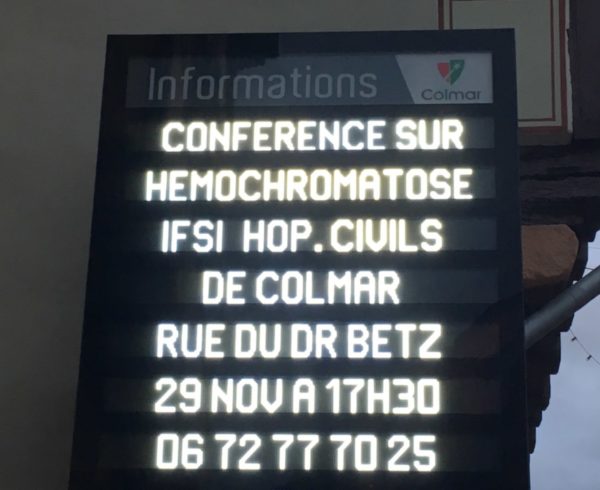 Informations
Colmar
CONFERENCE SUR
HEMOCHROMATOSE
IFSI HOP. CIVILS
DE COLMAR
RUE DU DR BETZ
29 NOV A 17H30
06 72 77 70 25